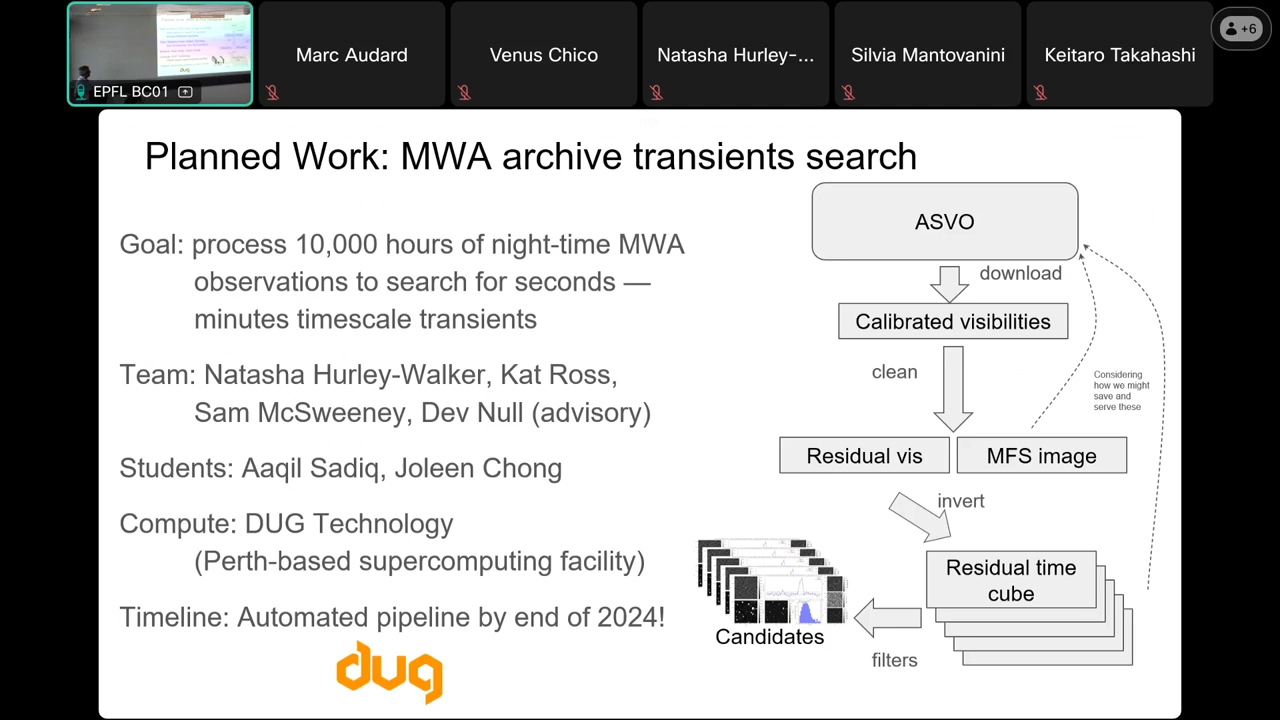 +6
EPFL BC01
Marc Audard
Venus Chico
Natasha Hurley-...
Mantovanini
eitaro Takahashi
Planned Work: MWA archive transients search
Goal: process 10,000 hours of night-time MWA
observations to search for seconds —
minutes timescale transients
Team: Natasha Hurley-Walker, Kat Ross,
Sam McSweeney, Dev Null (advisory)
Students: Aaqil Sadiq, Joleen Chong
Compute: DUG Technology
(Perth-based supercomputing facility)
Timeline: Automated pipeline by end of 2024!
dug
ASVO
download
Calibrated visibilities
clean
Considering
how we might
save and
serve these
Residual vis
MFS image
invert
Residual time
cube
Candidates
filters